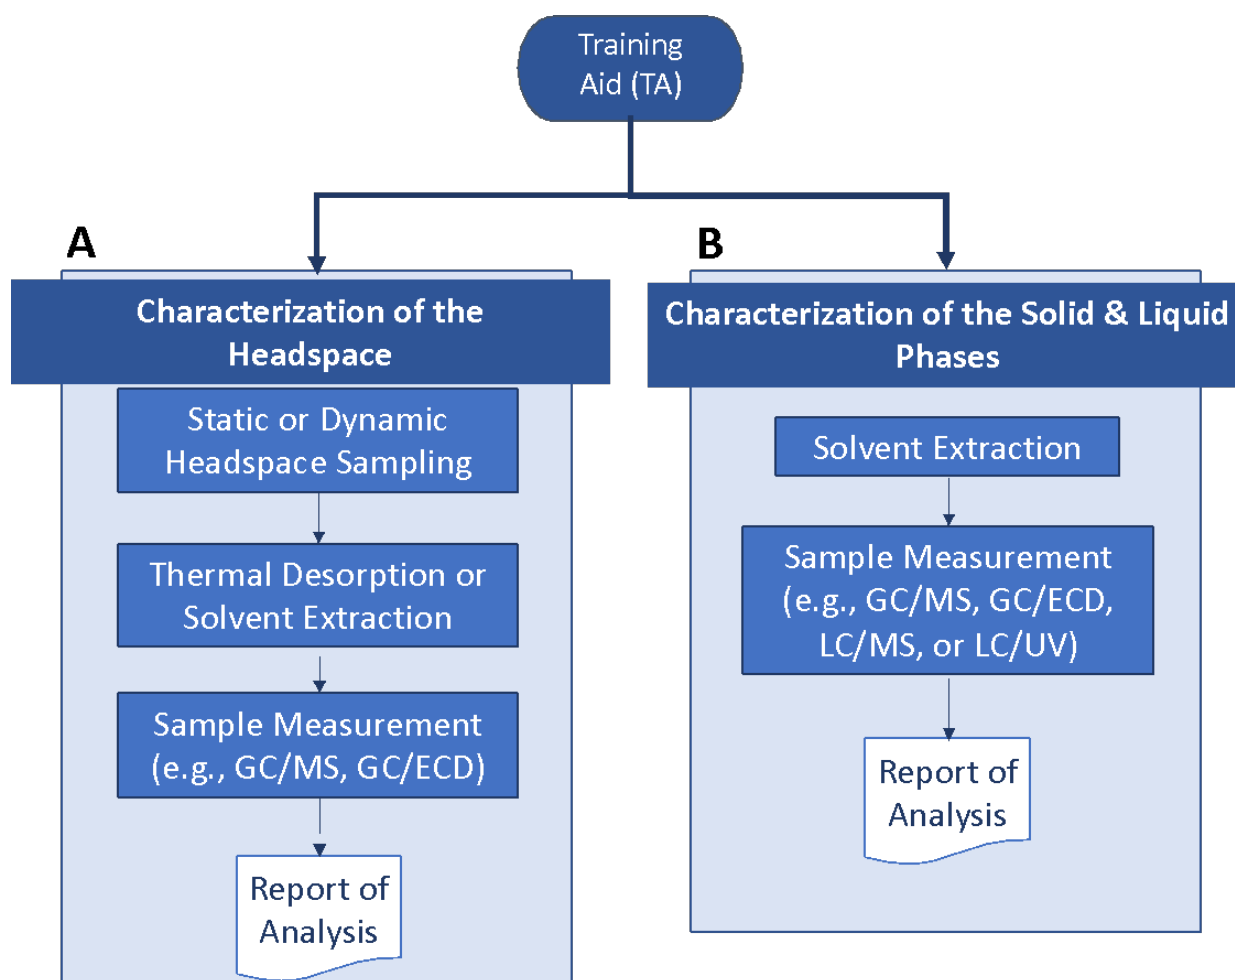 Training
Aid (TA)
A
Characterization of the
Headspace
Static or Dynamic
Headspace Sampling
Thermal Desorption or
Solvent Extraction
Sample Measurement
(e.g., GC/MS, GC/ECD)
Report of
Analysis
B
Characterization of the Solid & Liquid
Phases
Solvent Extraction
Sample Measurement
(e.g., GC/MS, GC/ECD,
LC/MS, or LC/UV)
Report of
Analysis